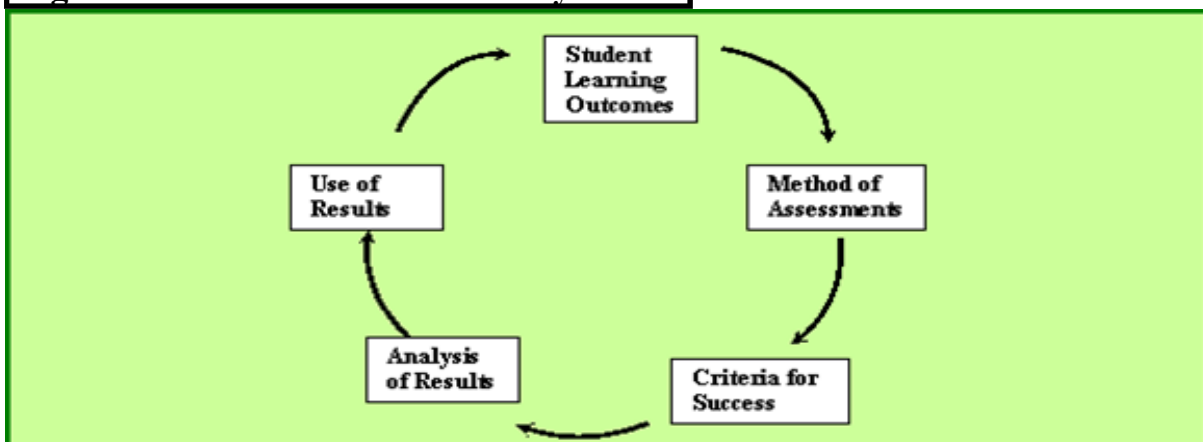 Student
Learning
Outcomes
Method of
Assessments
Criteria for
Success
Analysis
of Results
Use of
Results